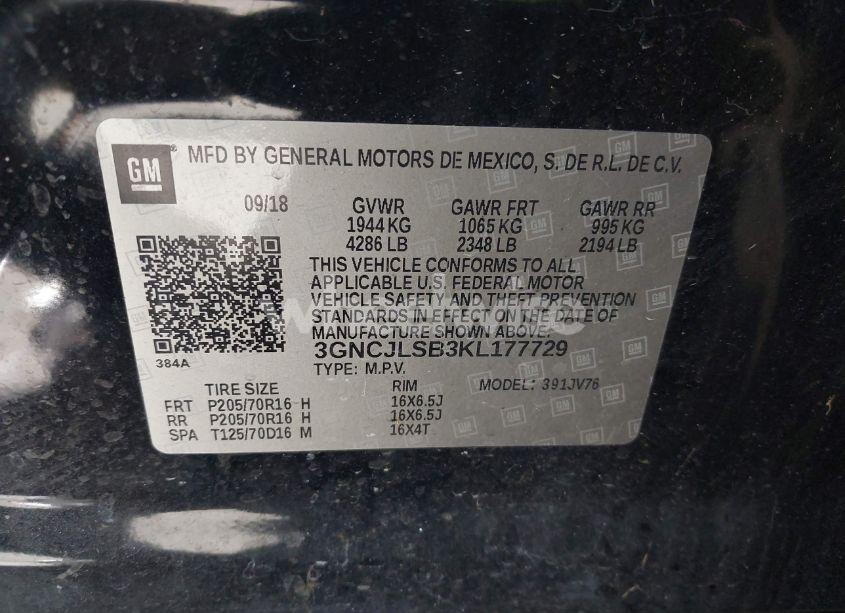 GM
MFD BY GENERAL MOTORS DE MEXICO, S. DE R.L. DE C.V.
09/18 GVWR GAWR FRT GAWR RR
1944 KG 1065 KG 995 KG
4286 LB 2348 LB 2194 LB
THIS VEHICLE CONFORMS TO ALL
APPLICABLE U.S. FEDERAL MOTOR
VEHICLE SAFETY AND THEFT PREVENTION
STANDARDS IN EFFECT ON THE DATE OF
MANUFACTURE SHOWN ABOVE.
3GNCJLSB3KL177729
384A
TYPE: M.P.V. MODEL: 391JV76
TIRE SIZE RIM
FRT P205/70R16 H 16X6.5J
RR P205/70R16 H 16X6.5J
SPA T125/70D16 M 16X4T